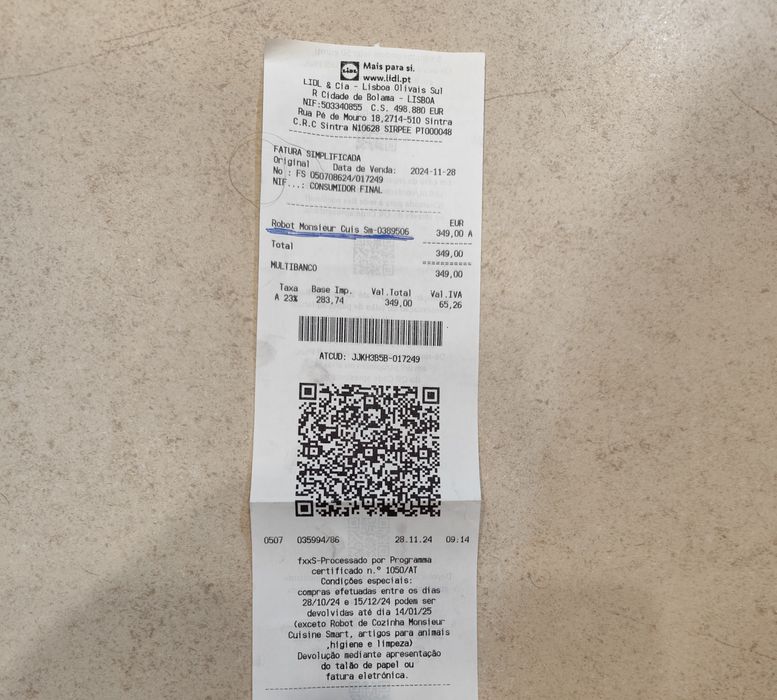 LIDL
Mais para si.
www.lidl.pt
LIDL & Cia - Lisboa Olivais Sul
R Cidade de Bolama - LISBOA
NIF:503340855 C.S. 498.880 EUR
Rua Pé de Mouro 18,2714-510 Sintra
C.R.C Sintra N10628 SIRPEE PT000048
FATURA SIMPLIFICADA
Original Data de Venda: 2024-11-28
No : FS 050708624/017249
NIF...: CONSUMIDOR FINAL
EUR
Robot Monsieur Cuis Sm-0389506 349,00 A
Total 349,00
MULTIBANCO 349,00
Taxa Base Imp. Val.Total Val.IVA
A 23% 283,74 349,00 65,26
ATCUD: JJKH3B5B-017249
0507 035994/86 28.11.24 09:14
fxxS-Processado por Programa
certificado n.º 1050/AT
Condições especiais:
compras efetuadas entre os dias
28/10/24 e 15/12/24 podem ser
devolvidas até dia 14/01/25
(exceto Robot de Cozinha Monsieur
Cuisine Smart, artigos para animais
,higiene e limpeza)
Devolução mediante apresentação
do talão de papel ou
fatura eletrónica.